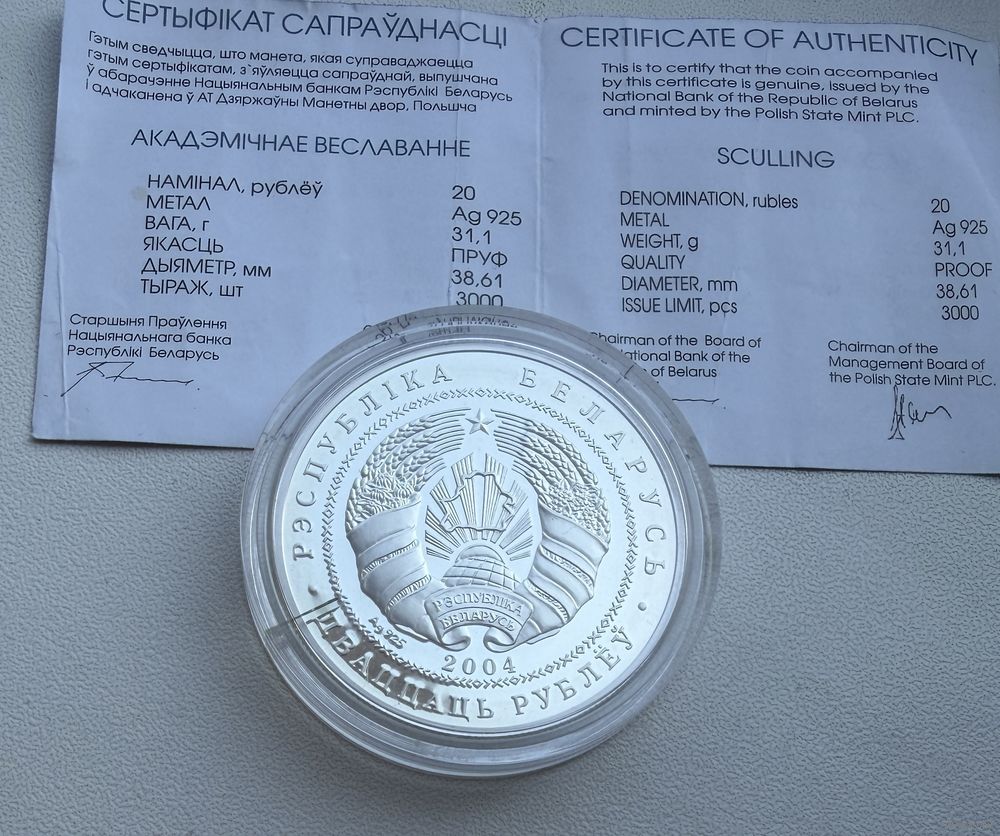 СЕРТЫФІКАТ САПРАЎДНАСЦІ
Гэтым сведчыцца, што манета, якая суправаджаецца
гэтым сертыфікатам, з`яўляецца сапраўднай, выпушчана
ў абарачэнне Нацыянальным банкам Рэспублікі Беларусь
і адчаканена ў АТ Дзяржаўны Манетны двор, Польшча
АКАДЭМІЧНАЕ ВЕСЛАВАННЕ
НАМІНАЛ, рублёў 20
МЕТАЛ Ag 925
ВАГА, г 31,1
ЯКАСЦЬ ПРУФ
ДЫЯМЕТР, мм 38,61
ТЫРАЖ, шт 3000
Старшыня Праўлення
Нацыянальнага банка
Рэспублікі Беларусь
CERTIFICATE OF AUTHENTICITY
This is to certify that the coin accompanied
by this certificate is genuine, issued by the
National Bank of the Republic of Belarus
and minted by the Polish State Mint PLC.
SCULLING
DENOMINATION, rubles 20
METAL Ag 925
WEIGHT, g 31,1
QUALITY PROOF
DIAMETER, mm 38,61
ISSUE LIMIT, pcs 3000
Chairman of the Board of
National Bank of the
of Belarus
Chairman of the
Management Board of
the Polish State Mint PLC.
РЭСПУБЛІКА БЕЛАРУСЬ
РЭСПУБЛІКА
БЕЛАРУСЬ
Ag 925
2004
ДВАЦЦАЦЬ РУБЛЁЎ